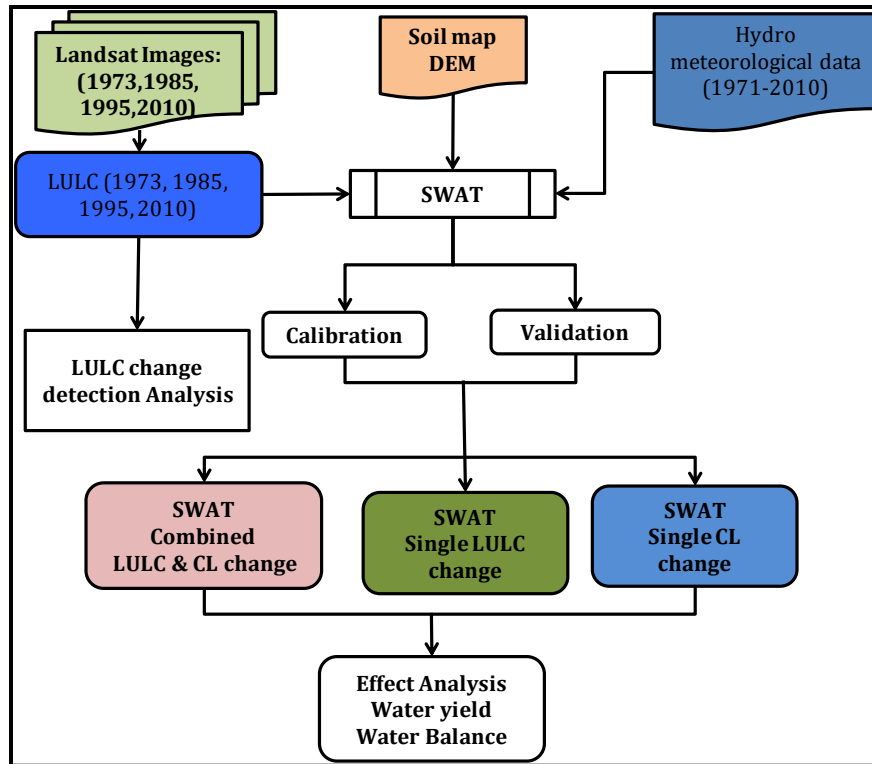 Landsat Images:
(1973,1985,
1995,2010)
Soil map
DEM
Hydro
meteorological data
(1971-2010)
LULC (1973, 1985,
1995,2010)
SWAT
Calibration
Validation
LULC change
detection Analysis
SWAT
Combined
LULC & CL change
SWAT
Single LULC
change
SWAT
Single CL
change
Effect Analysis
Water yield
Water Balance